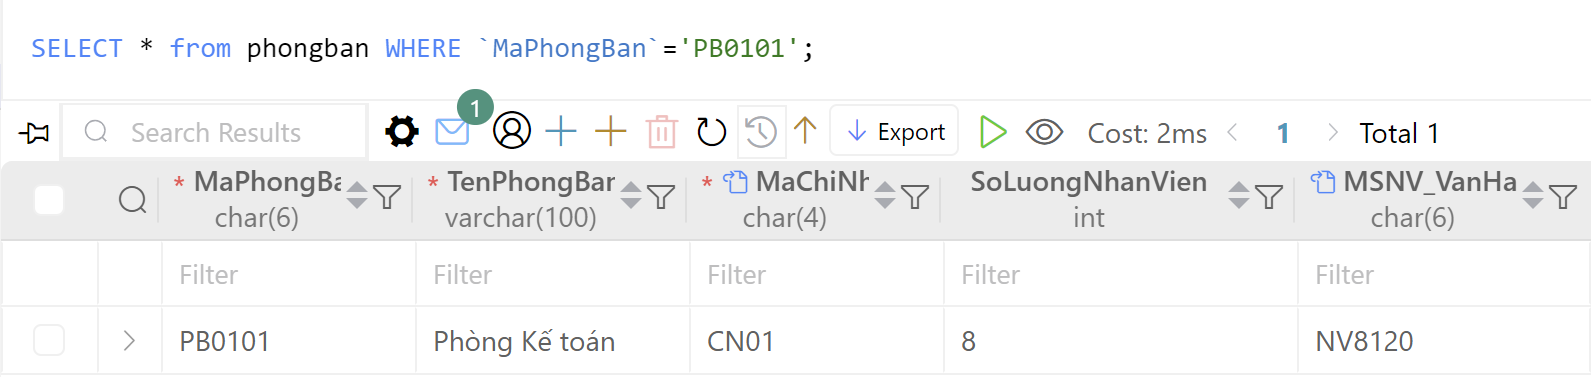 SELECT * from phongban WHERE `MaPhongBan`='PB0101';
1
Search Results Export Cost: 2ms 1 Total 1
* MaPhongBa * TenPhongBan * MaChiNh SoLuongNhanVien MSNV_VanHa
char(6) varchar(100) char(4) int char(6)
Filter Filter Filter Filter Filter
PB0101 Phòng Kế toán CN01 8 NV8120